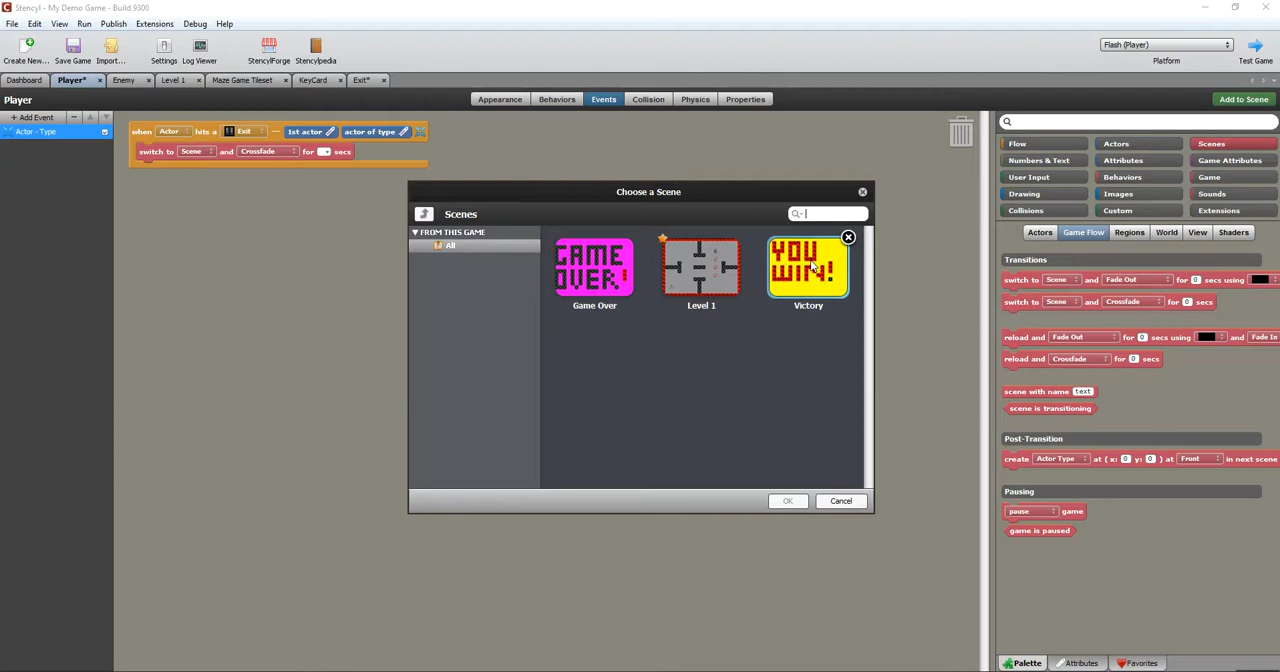 Stencyl - My Demo Game - Build 9300
File Edit View Run Publish Extensions Debug Help
Create New... Save Game Import... Settings Log Viewer StencylForge Stencylpedia
Flash (Player)
Platform
Test Game
Dashboard Player* Enemy Level 1 Maze Game Tileset KeyCard Exit*
Player
Appearance Behaviors Events Collision Physics Properties
Add to Scene
+ Add Event
Actor - Type
when Actor hits a Exit 1st actor actor of type
switch to Scene and Crossfade for secs
Choose a Scene
Scenes
FROM THIS GAME
All
GAME OVER!
YOU WIN!
Game Over
Level 1
Victory
OK
Cancel
Flow Actors Scenes
Numbers & Text Attributes Game Attributes
User Input Behaviors Game
Drawing Images Sounds
Collisions Custom Extensions
Actors Game Flow Regions World View Shaders
Transitions
switch to Scene and Fade Out for 0 secs using
switch to Scene and Crossfade for 0 secs
reload and Fade Out for 0 secs using and Fade In
reload and Crossfade for 0 secs
scene with name text
scene is transitioning
Post-Transition
create Actor Type at ( x: 0 y: 0 ) at Front in next scene
Pausing
pause game
game is paused
Palette Attributes Favorites